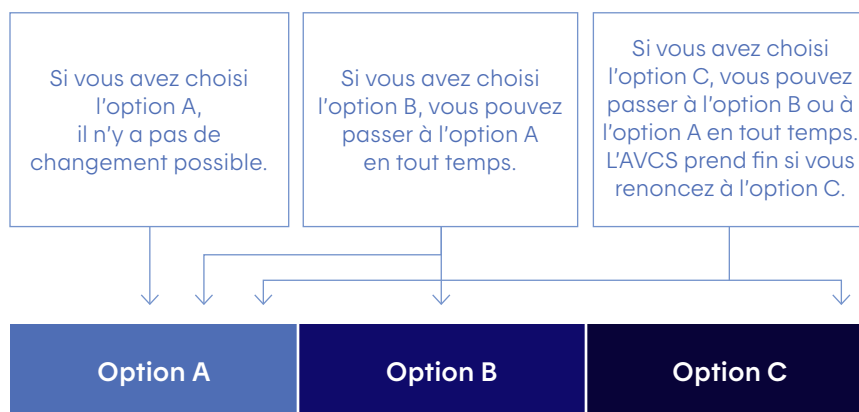 Si vous avez choisi
l'option A,
il n'y a pas de
changement possible.
Si vous avez choisi
l'option B, vous pouvez
passer à l'option A
en tout temps.
Si vous avez choisi
l'option C, vous pouvez
passer à l'option B ou à
l'option A en tout temps.
L'AVCS prend fin si vous
renoncez à l'option C.
Option A
Option B
Option C